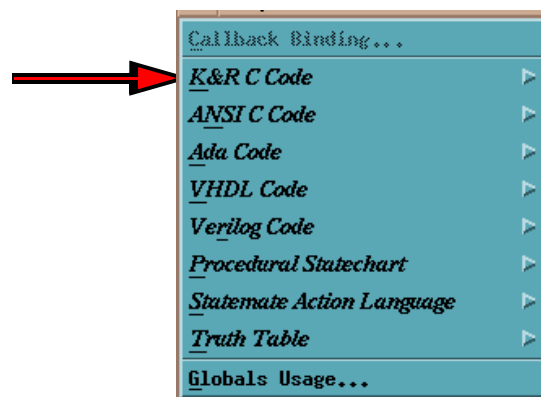 Callback Binding...
K&R C Code
ANSI C Code
Ada Code
VHDL Code
Verilog Code
Procedural Statechart
Statemate Action Language
Truth Table
Globals Usage...